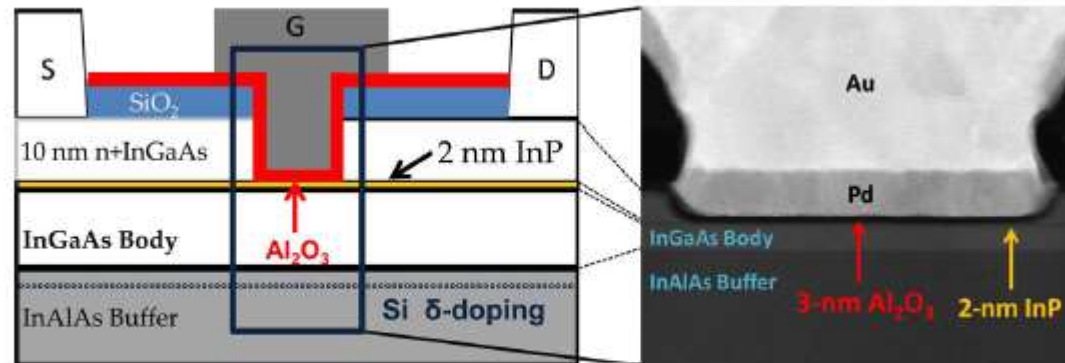 G
S
D
SiO₂
10 nm n+InGaAs
2 nm InP
InGaAs Body
Al₂O₃
Si δ-doping
InAlAs Buffer
Au
Pd
InGaAs Body
InAlAs Buffer
3-nm Al₂O₃
2-nm InP